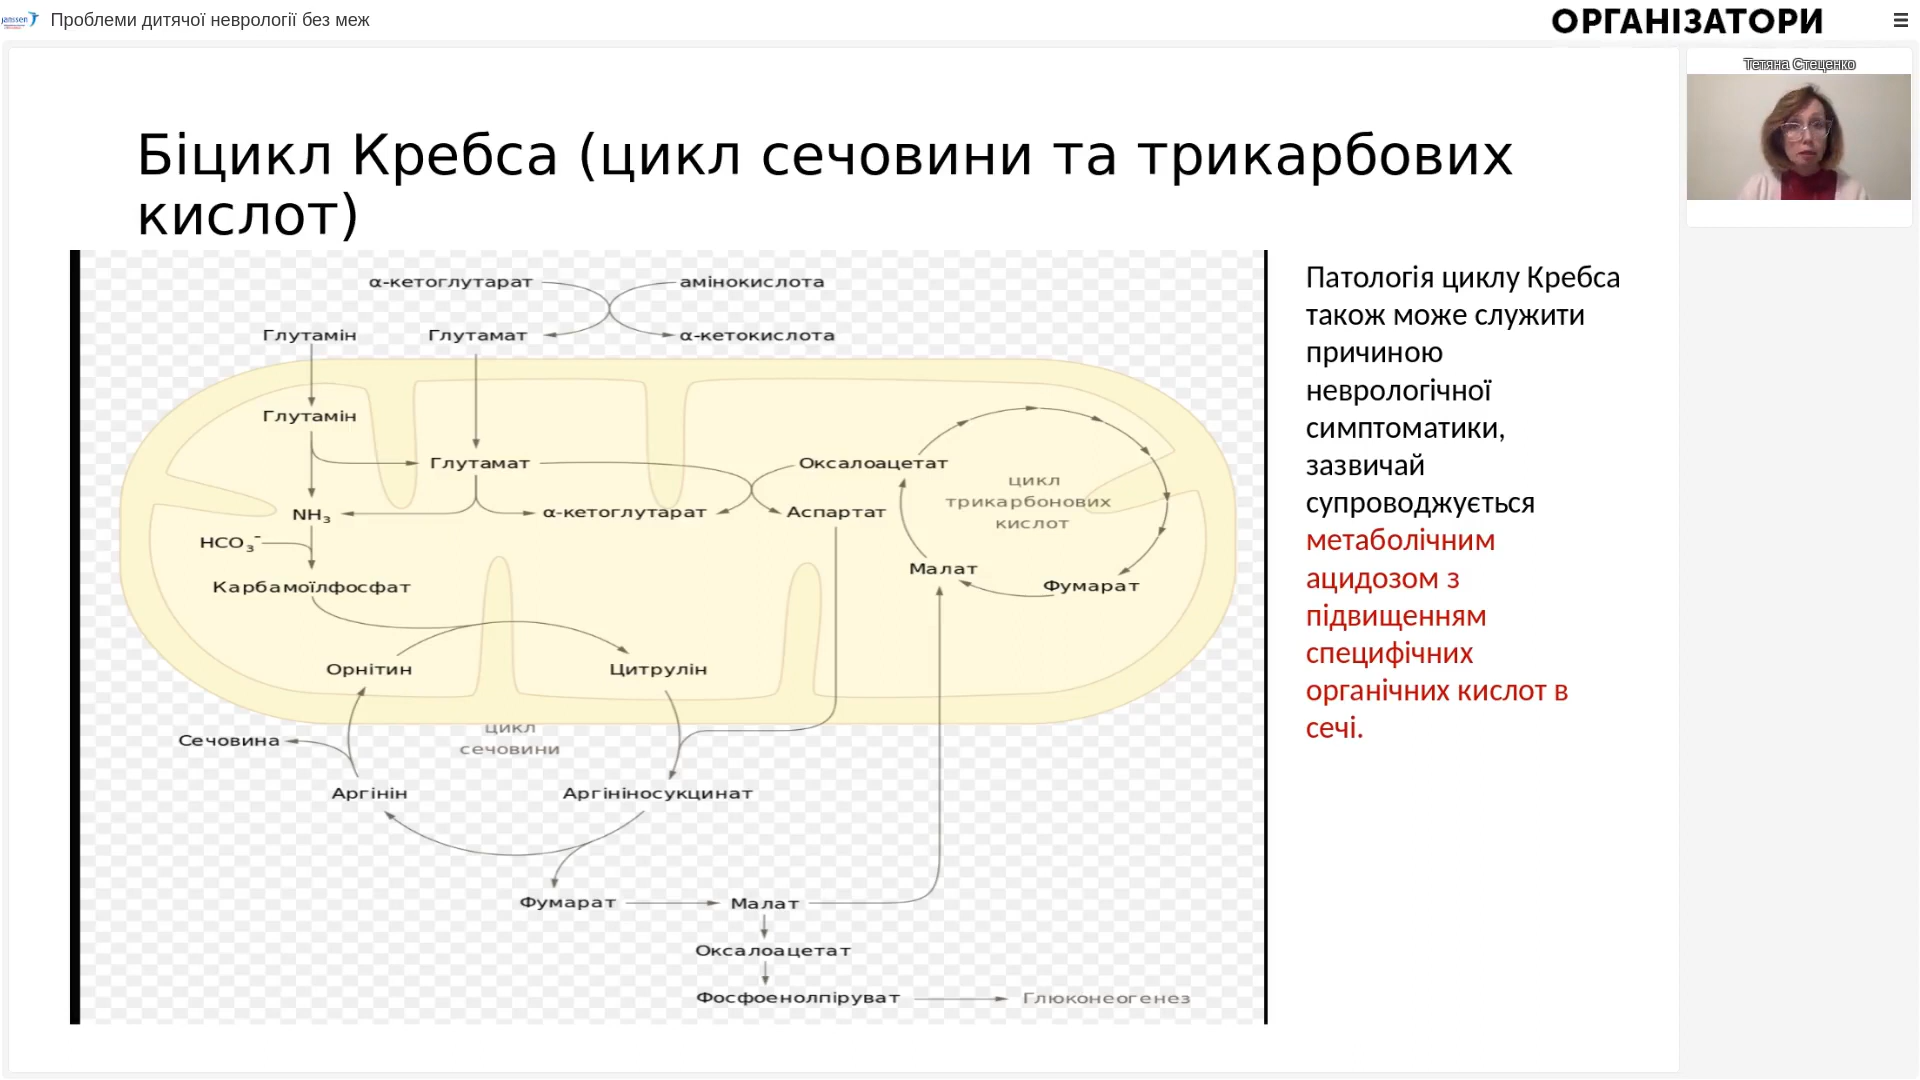 janssen
Проблеми дитячої неврології без меж
ОРГАНІЗАТОРИ
Тетяна Стеценко
Біцикл Кребса (цикл сечовини та трикарбових
кислот)
α-кетоглутарат
амінокислота
Глутамін
Глутамат
α-кетокислота
Глутамін
Глутамат
Оксалоацетат
цикл
трикарбонових
кислот
NH₃
α-кетоглутарат
Аспартат
HCO₃⁻
Карбамоїлфосфат
Малат
Фумарат
Орнітин
Цитрулін
цикл
сечовини
Сечовина
Аргінін
Аргініносукцинат
Фумарат
Малат
Оксалоацетат
Фосфоенолпіруват
Глюконеогенез
Патологія циклу Кребса
також може служити
причиною
неврологічної
симптоматики,
зазвичай
супроводжується
метаболічним
ацидозом з
підвищенням
специфічних
органічних кислот в
сечі.